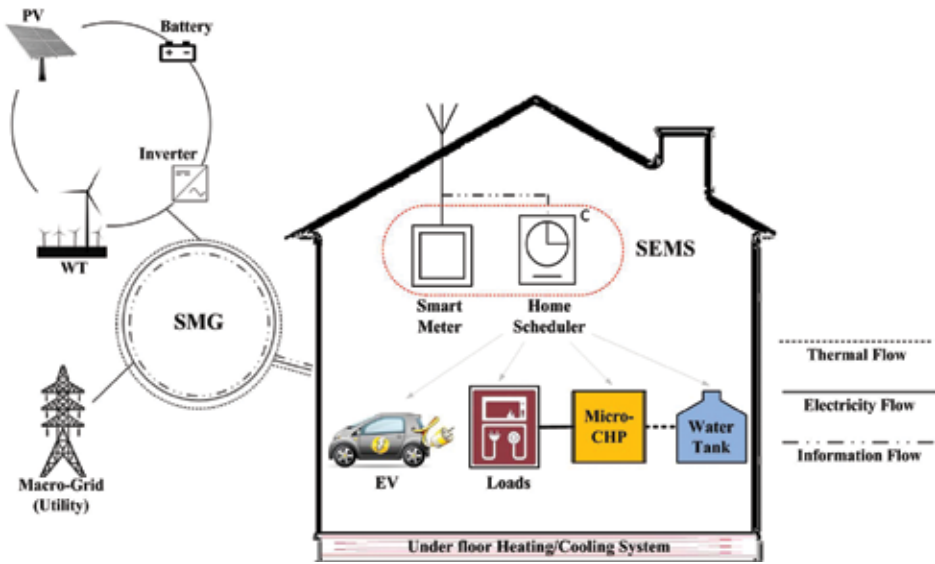 PV
Battery
Inverter
WT
SMG
Macro-Grid
(Utility)
C
SEMS
Smart
Meter
Home
Scheduler
EV
Loads
Micro-
CHP
Water
Tank
Under floor Heating/Cooling System
Thermal Flow
Electricity Flow
Information Flow